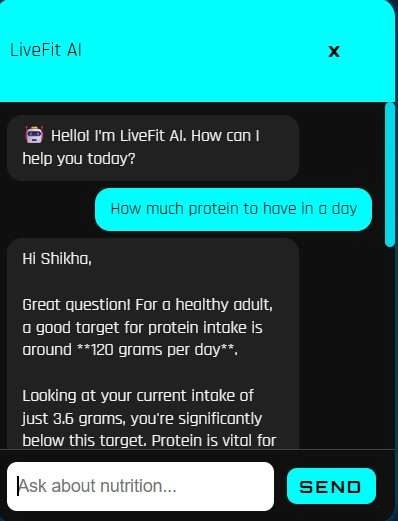 LiveFit AI
x
Hello! I'm LiveFit AI. How can I
help you today?
How much protein to have in a day
Hi Shikha,
Great question! For a healthy adult,
a good target for protein intake is
around **120 grams per day**.
Looking at your current intake of
just 3.6 grams, you're significantly
below this target. Protein is vital for
Ask about nutrition...
SEND